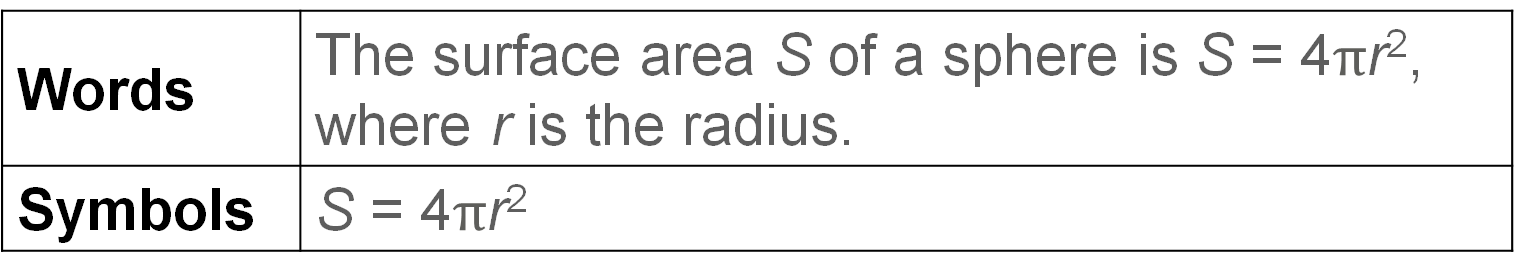 Words
The surface area S of a sphere is S = 4πr²,
where r is the radius.
Symbols
S = 4πr²